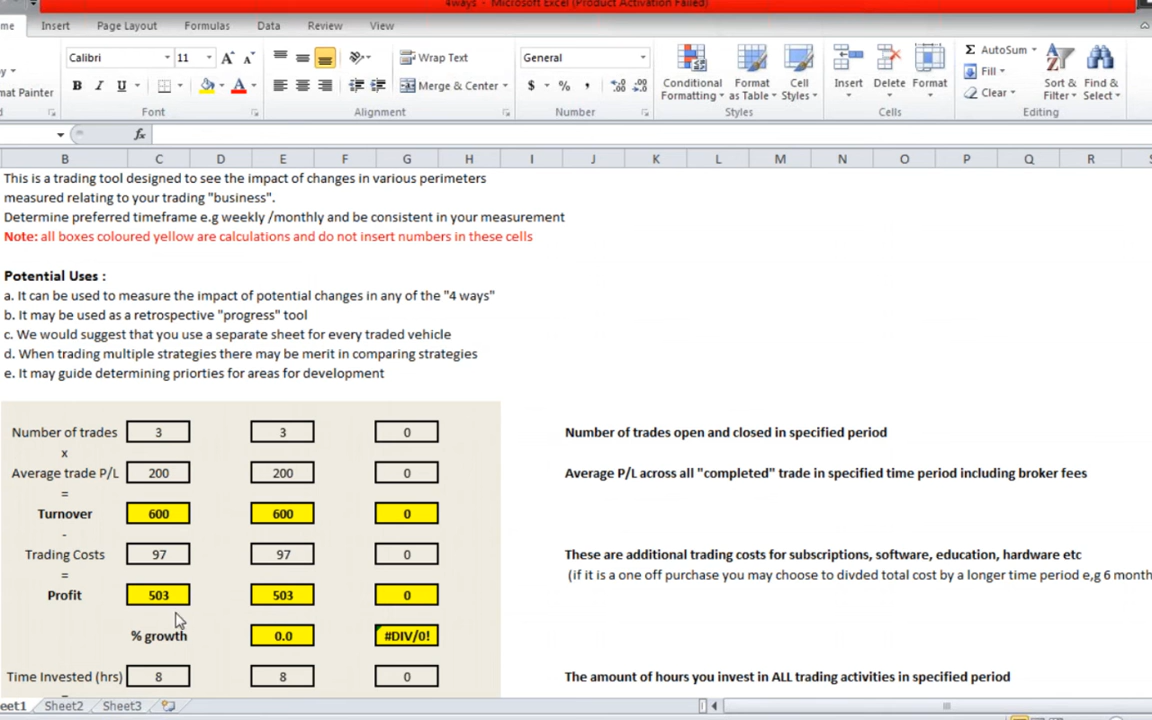 4ways - Microsoft Excel (Product Activation Failed)
me Insert Page Layout Formulas Data Review View
Calibri 11 A A Wrap Text General AutoSum
mat Painter B I U A Merge & Center $ % , Conditional Formatting Format as Table Cell Styles Insert Delete Format Fill Clear Sort & Filter Find & Select
Font Alignment Number Styles Cells Editing
fx
B C D E F G H I J K L M N O P Q R S
This is a trading tool designed to see the impact of changes in various perimeters
measured relating to your trading "business".
Determine preferred timeframe e.g weekly /monthly and be consistent in your measurement
Note: all boxes coloured yellow are calculations and do not insert numbers in these cells
Potential Uses :
a. It can be used to measure the impact of potential changes in any of the "4 ways"
b. It may be used as a retrospective "progress" tool
c. We would suggest that you use a separate sheet for every traded vehicle
d. When trading multiple strategies there may be merit in comparing strategies
e. It may guide determining priorties for areas for development
Number of trades 3 3 0 Number of trades open and closed in specified period
x
Average trade P/L 200 200 0 Average P/L across all "completed" trade in specified time period including broker fees
=
Turnover 600 600 0
-
Trading Costs 97 97 0 These are additional trading costs for subscriptions, software, education, hardware etc
= (if it is a one off purchase you may choose to divded total cost by a longer time period e,g 6 month
Profit 503 503 0
% growth 0.0 #DIV/0!
Time Invested (hrs) 8 8 0 The amount of hours you invest in ALL trading activities in specified period
eet1 Sheet2 Sheet3